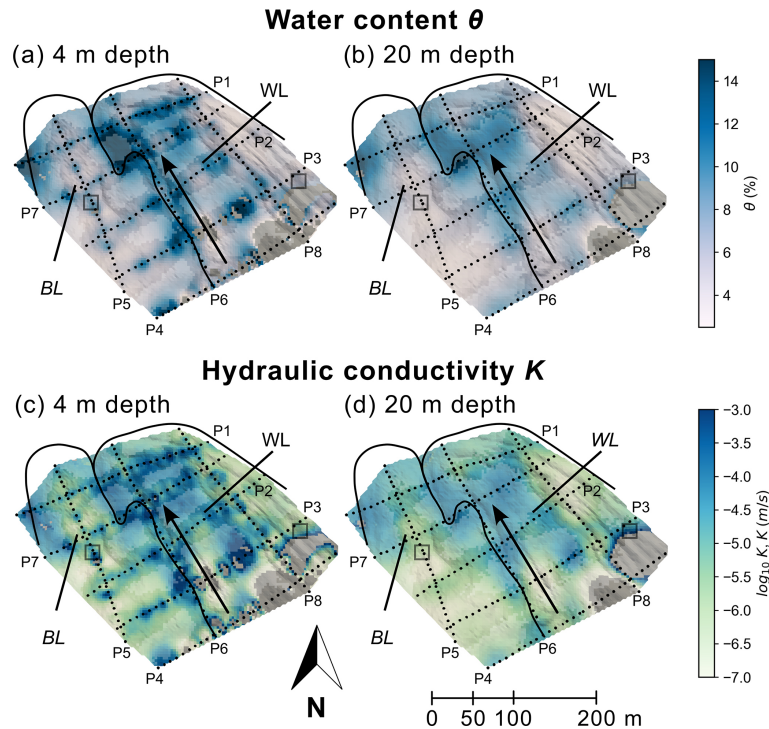 Water content θ
(a) 4 m depth
(b) 20 m depth
P1
WL
P2
P3
P7
P8
BL
P5
P6
P4
P1
WL
P2
P3
P7
P8
BL
P5
P6
P4
14
12
10
8
6
4
θ (%)
Hydraulic conductivity K
(c) 4 m depth
(d) 20 m depth
P1
WL
P2
P3
P7
P8
BL
P5
P6
P4
P1
WL
P2
P3
P7
P8
BL
P5
P6
P4
−3.0
−3.5
−4.0
−4.5
−5.0
−5.5
−6.0
−6.5
−7.0
log₁₀ K, K (m/s)
N
0 50 100 200 m